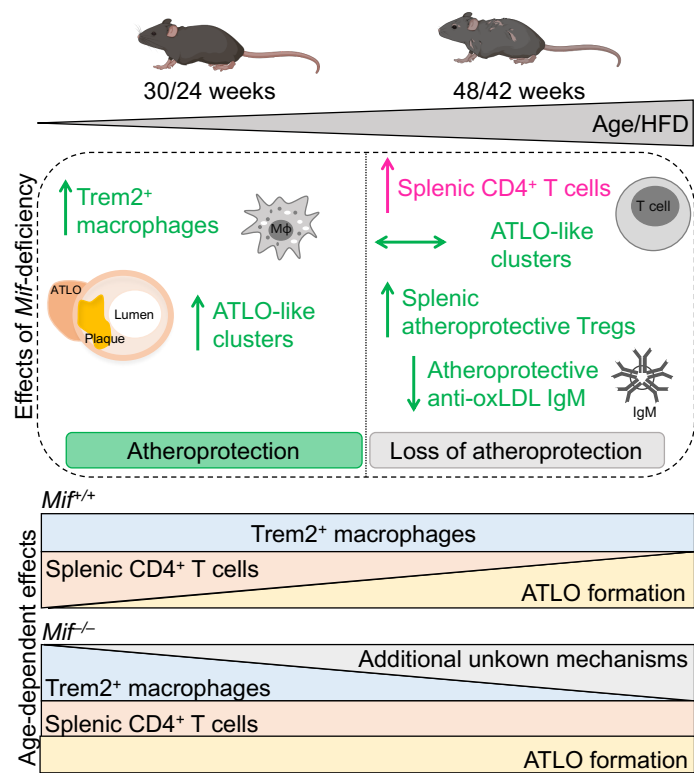 30/24 weeks
48/42 weeks
Age/HFD
Effects of Mif-deficiency
Trem2⁺
macrophages
Mϕ
ATLO
Lumen
Plaque
ATLO-like
clusters
Atheroprotection
Splenic CD4⁺ T cells
T cell
ATLO-like
clusters
Splenic
atheroprotective Tregs
Atheroprotective
anti-oxLDL IgM
IgM
Loss of atheroprotection
Age-dependent effects
Mif⁺/⁺
Trem2⁺ macrophages
Splenic CD4⁺ T cells
ATLO formation
Mif⁻/⁻
Additional unkown mechanisms
Trem2⁺ macrophages
Splenic CD4⁺ T cells
ATLO formation